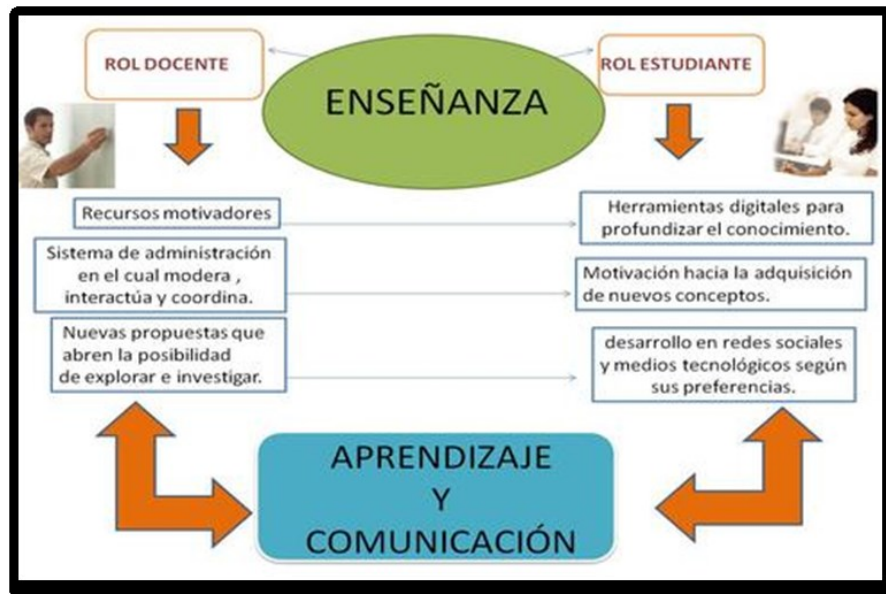 ROL DOCENTE
ENSEÑANZA
ROL ESTUDIANTE
Recursos motivadores
Herramientas digitales para
profundizar el conocimiento.
Sistema de administración
en el cual modera ,
interactúa y coordina.
Motivación hacia la adquisición
de nuevos conceptos.
Nuevas propuestas que
abren la posibilidad
de explorar e investigar.
desarrollo en redes sociales
y medios tecnológicos según
sus preferencias.
APRENDIZAJE
Y
COMUNICACIÓN